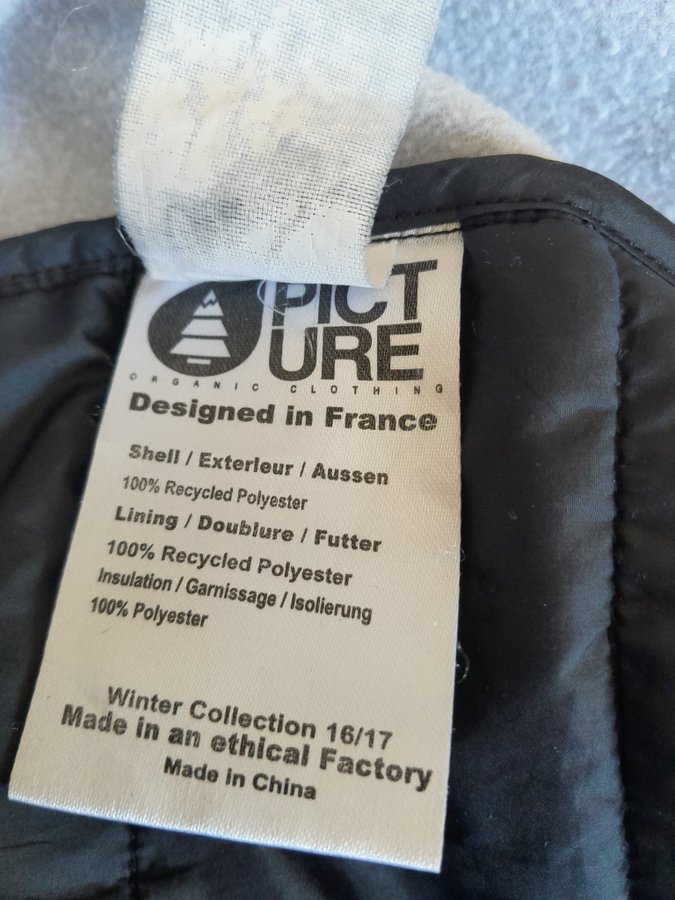 PICT
URE
ORGANIC CLOTHING
Designed in France
Shell / Exterieur / Aussen
100% Recycled Polyester
Lining / Doublure / Futter
100% Recycled Polyester
Insulation / Garnissage / Isolierung
100% Polyester
Winter Collection 16/17
Made in an ethical Factory
Made in China